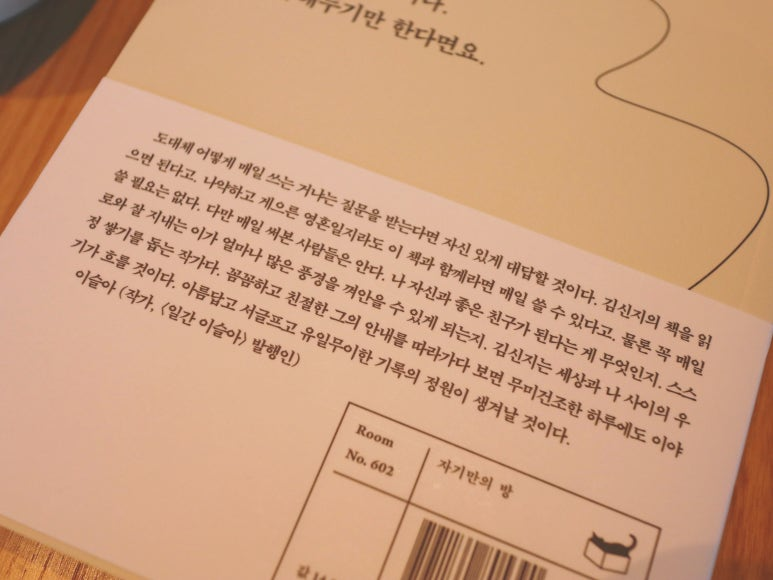 한다면요.
도대체 어떻게 매일 쓰는 거냐는 질문을 받는다면 자신 있게 대답할 것이다. 김신지의 책을 읽
으면 된다고. 나약하고 게으른 영혼일지라도 이 책과 함께라면 매일 쓸 수 있다고. 물론 꼭 매일
쓸 필요는 없다. 다만 매일 써본 사람들은 안다. 나 자신과 좋은 친구가 된다는 게 무엇인지. 스스
로와 잘 지내는 이가 얼마나 많은 풍경을 껴안을 수 있게 되는지. 김신지는 세상과 나 사이의 우
정 쌓기를 돕는 작가다. 꼼꼼하고 친절한 그의 안내를 따라가다 보면 무미건조한 하루에도 이야
기가 흐를 것이다. 아름답고 서글프고 유일무이한 기록의 정원이 생겨날 것이다.
이슬아 (작가, 〈일간 이슬아〉 발행인)
Room
No. 602
자기만의 방